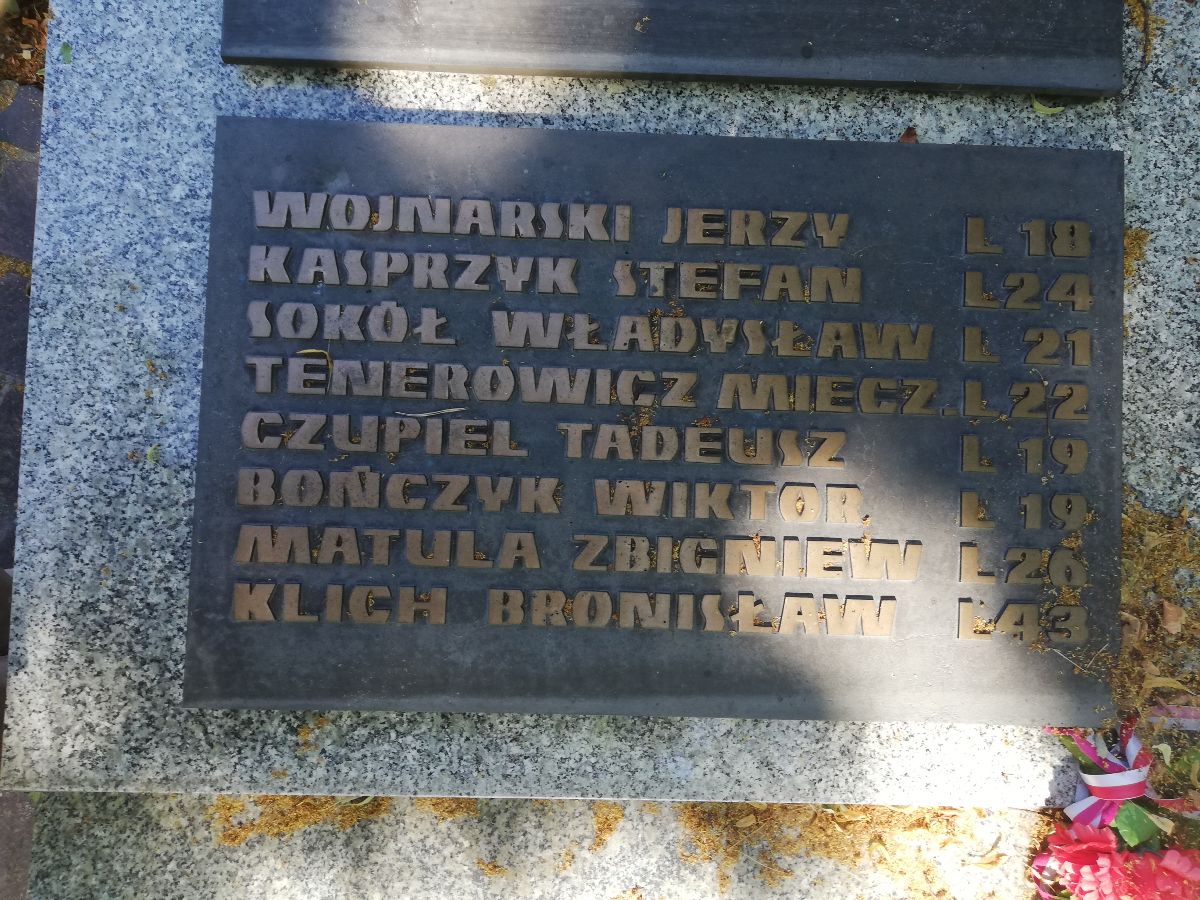 WOJNARSKI JERZY L 18
KASPRZYK STEFAN L 24
SOKÓŁ WŁADYSŁAW L 21
TENEROWICZ MIECZ. L 22
CZUPIEL TADEUSZ L 19
BOŃCZYK WIKTOR L 19
MATUŁA ZBIGNIEW L 26
KLICH BRONISŁAW L 43